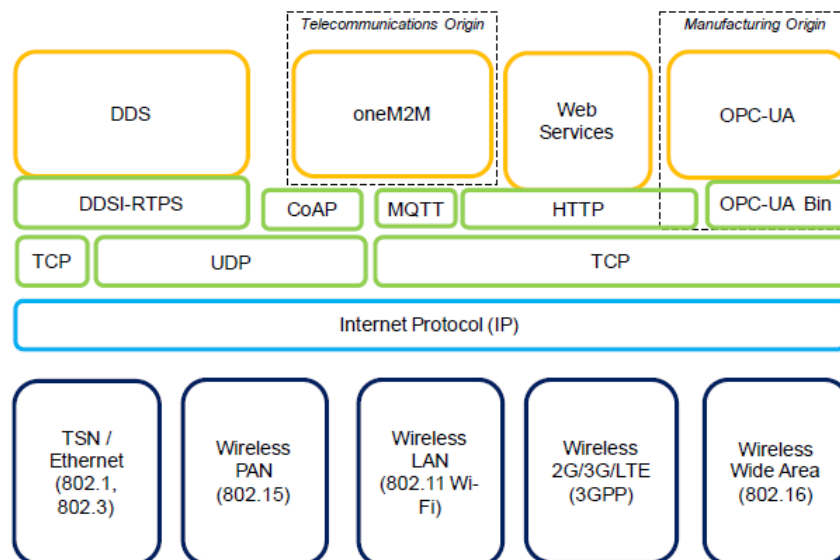 Telecommunications Origin
Manufacturing Origin
DDS
oneM2M
Web
Services
OPC-UA
DDSI-RTPS
CoAP
MQTT
HTTP
OPC-UA Bin
TCP
UDP
TCP
Internet Protocol (IP)
TSN /
Ethernet
(802.1,
802.3)
Wireless
PAN
(802.15)
Wireless
LAN
(802.11 Wi-
Fi)
Wireless
2G/3G/LTE
(3GPP)
Wireless
Wide Area
(802.16)